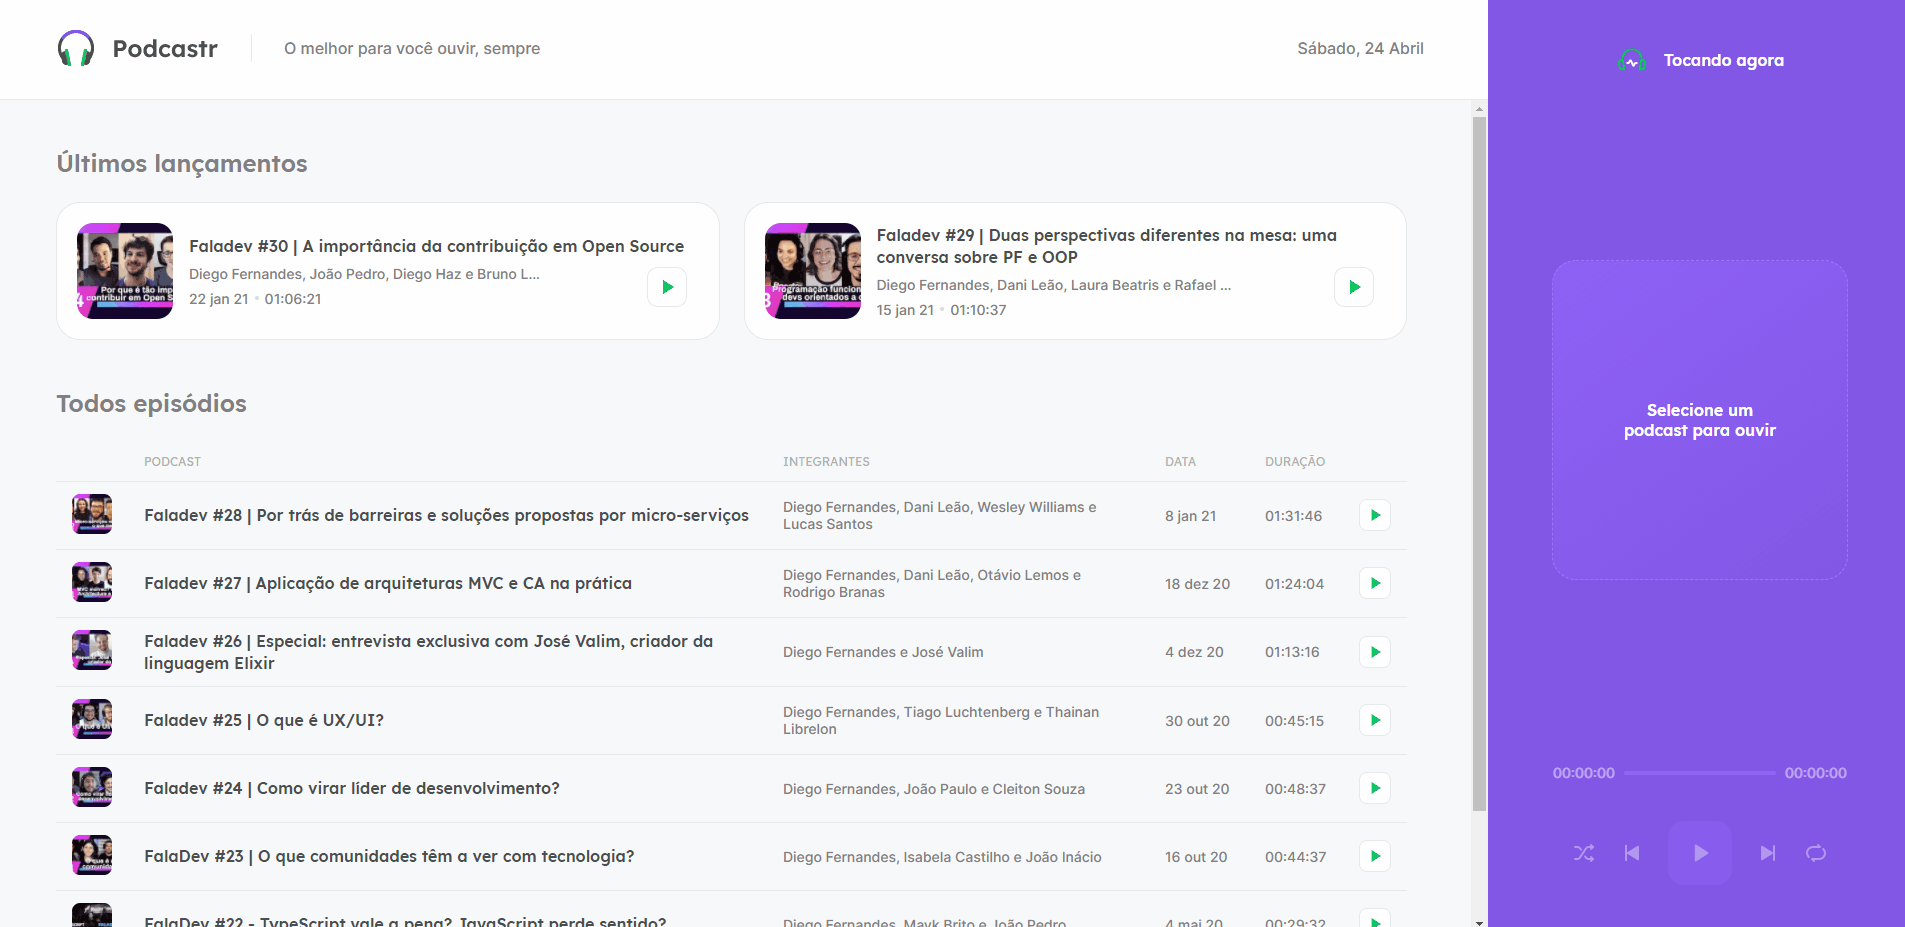 Podcastr
O melhor para você ouvir, sempre
Sábado, 24 Abril
Tocando agora
Últimos lançamentos
Por que é tão imp
contribuir em Open S
Faladev #30 | A importância da contribuição em Open Source
Diego Fernandes, João Pedro, Diego Haz e Bruno L...
22 jan 21 • 01:06:21
Programação funcion
devs orientados a o
Faladev #29 | Duas perspectivas diferentes na mesa: uma
conversa sobre PF e OOP
Diego Fernandes, Dani Leão, Laura Beatris e Rafael ...
15 jan 21 • 01:10:37
Todos episódios
PODCAST INTEGRANTES DATA DURAÇÃO
Faladev #28 | Por trás de barreiras e soluções propostas por micro-serviços
Diego Fernandes, Dani Leão, Wesley Williams e
Lucas Santos
8 jan 21
01:31:46
Faladev #27 | Aplicação de arquiteturas MVC e CA na prática
Diego Fernandes, Dani Leão, Otávio Lemos e
Rodrigo Branas
18 dez 20
01:24:04
Faladev #26 | Especial: entrevista exclusiva com José Valim, criador da
linguagem Elixir
Diego Fernandes e José Valim
4 dez 20
01:13:16
Faladev #25 | O que é UX/UI?
Diego Fernandes, Tiago Luchtenberg e Thainan
Librelon
30 out 20
00:45:15
Faladev #24 | Como virar líder de desenvolvimento?
Diego Fernandes, João Paulo e Cleiton Souza
23 out 20
00:48:37
FalaDev #23 | O que comunidades têm a ver com tecnologia?
Diego Fernandes, Isabela Castilho e João Inácio
16 out 20
00:44:37
FalaDev #22 - TypeScript vale a pena? JavaScript perde sentido?
Diego Fernandes, Mayk Brito e João Pedro
4 mai 20
00:29:32
Selecione um
podcast para ouvir
00:00:00 00:00:00